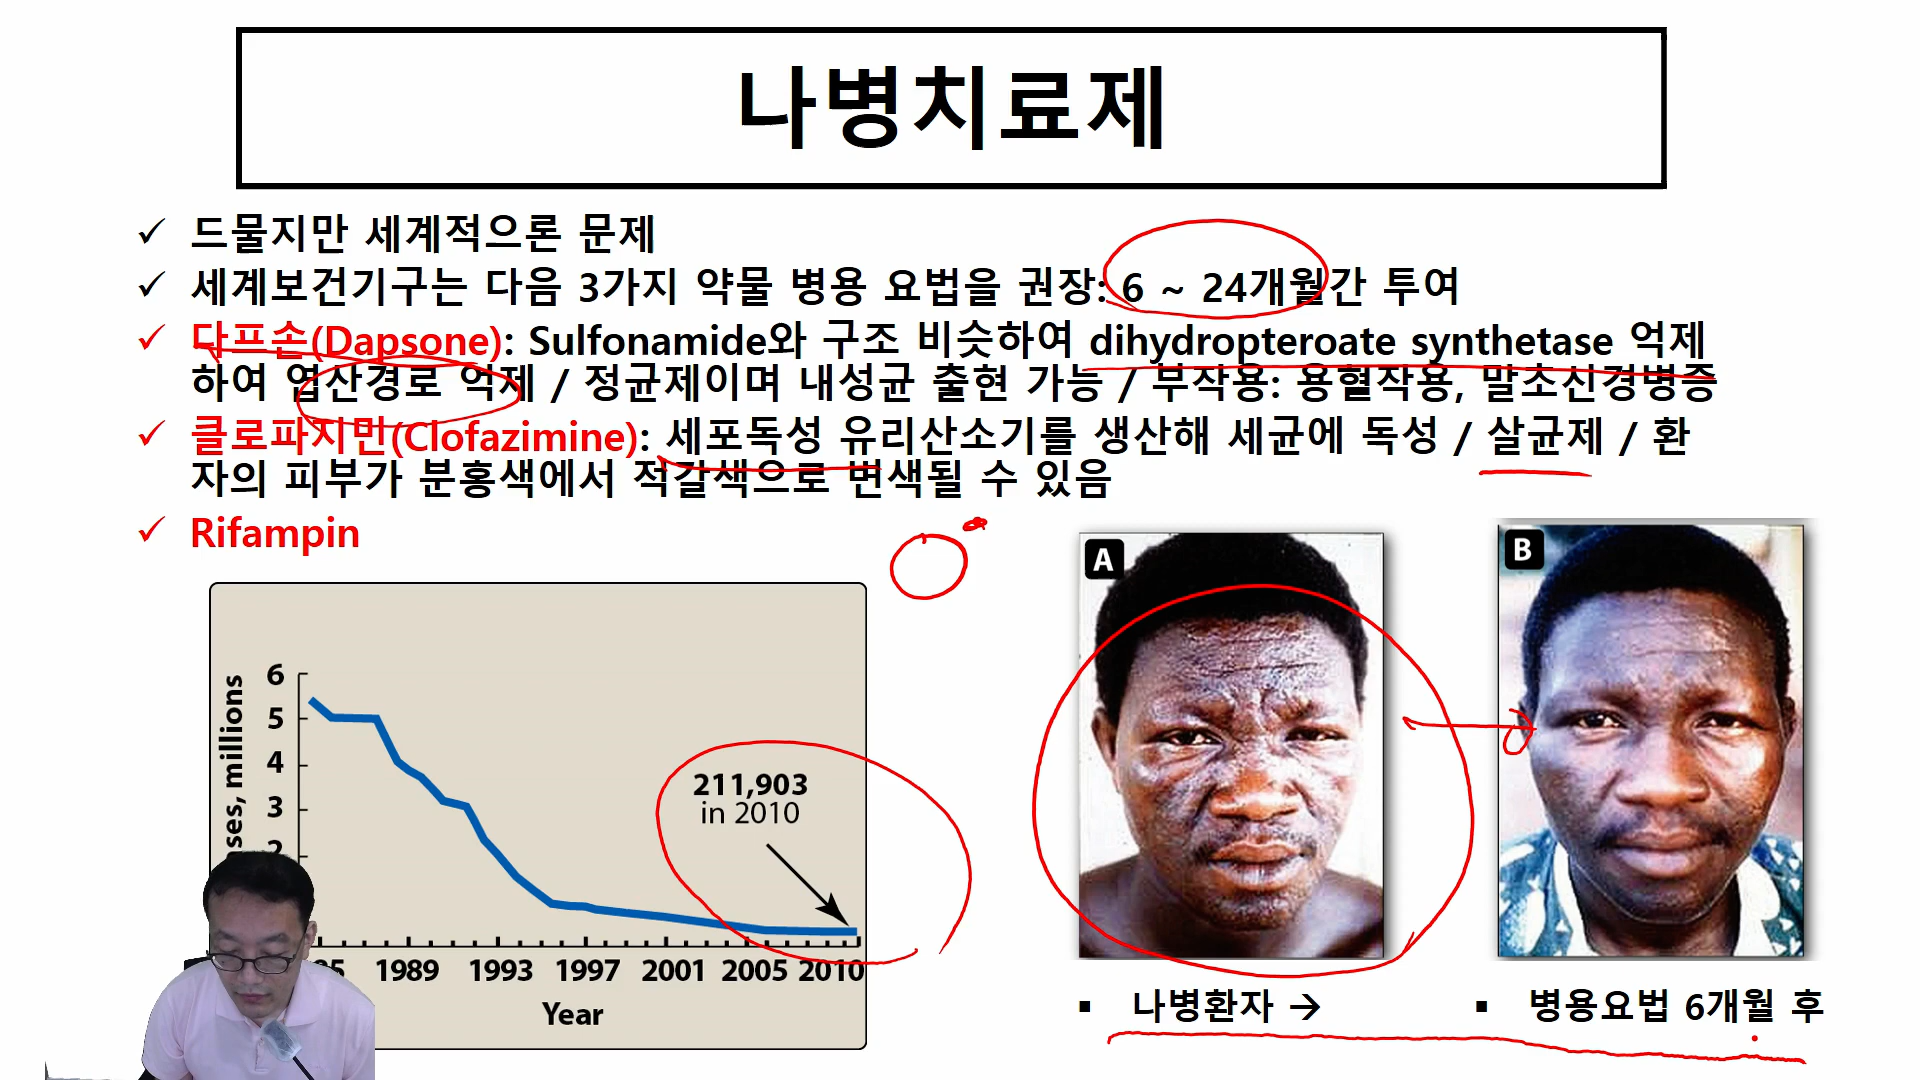 나병치료제
✓ 드물지만 세계적으론 문제
✓ 세계보건기구는 다음 3가지 약물 병용 요법을 권장: 6 ~ 24개월간 투여
✓ 다프손(Dapsone): Sulfonamide와 구조 비슷하여 dihydropteroate synthetase 억제
하여 엽산경로 억제 / 정균제이며 내성균 출현 가능 / 부작용: 용혈작용, 말초신경병증
✓ 클로파지민(Clofazimine): 세포독성 유리산소기를 생산해 세균에 독성 / 살균제 / 환
자의 피부가 분홍색에서 적갈색으로 변색될 수 있음
✓ Rifampin
A
B
6
5
4
3
2
millions
211,903
in 2010
1989 1993 1997 2001 2005 2010
Year
▪ 나병환자 →
▪ 병용요법 6개월 후